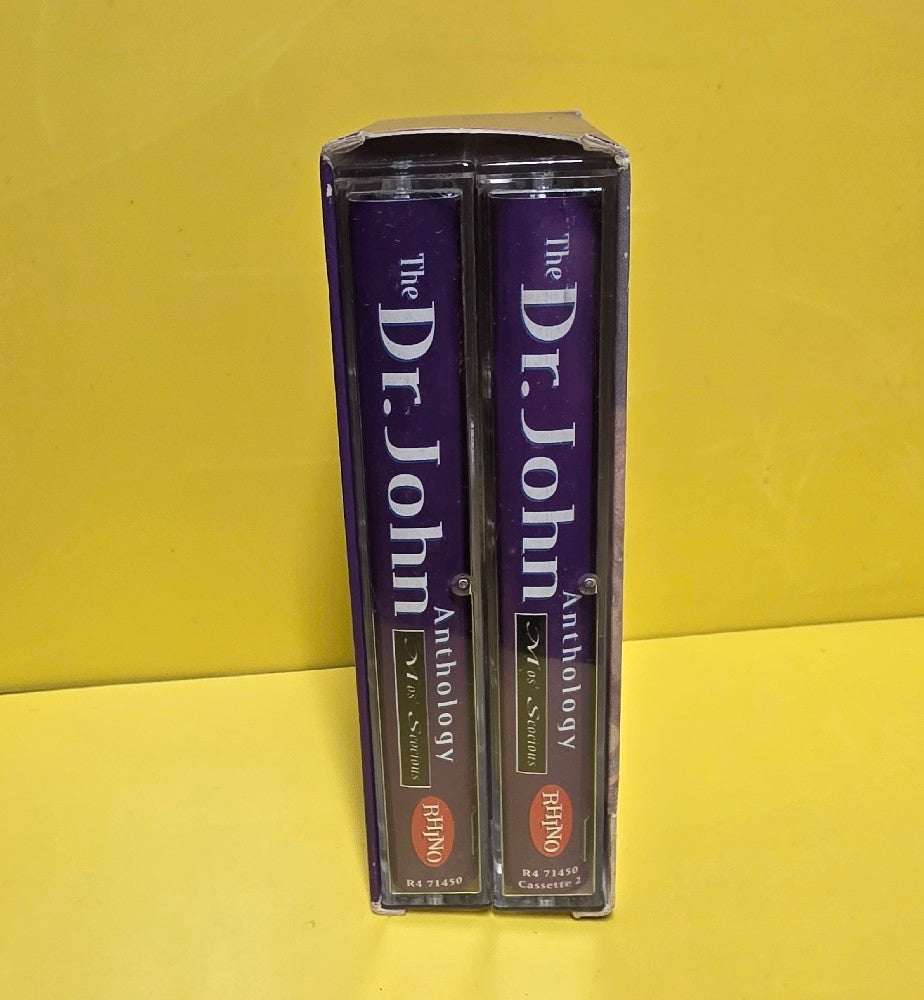 The Dr. John
Anthology
Mos' Scocious
RHINO
R4 71450
The Dr. John
Anthology
Mos' Scocious
RHINO
R4 71450
Cassette 2